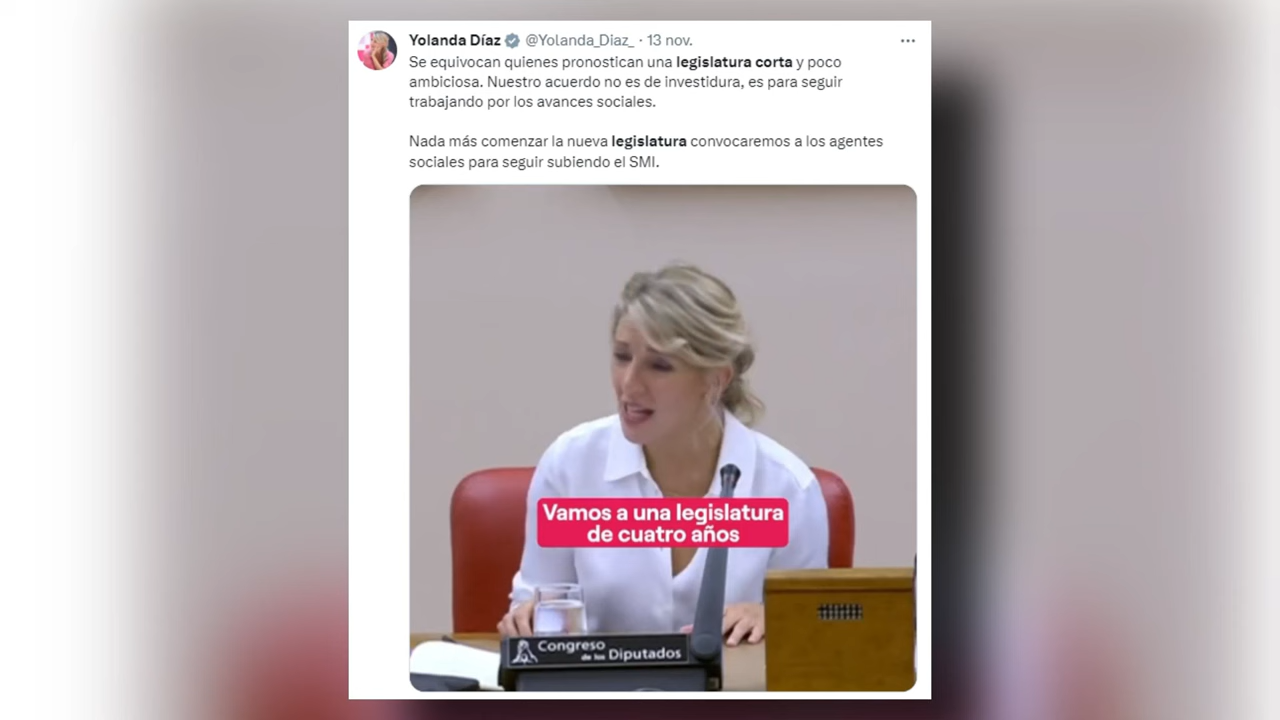 Yolanda Díaz @Yolanda_Diaz_ · 13 nov.
Se equivocan quienes pronostican una legislatura corta y poco
ambiciosa. Nuestro acuerdo no es de investidura, es para seguir
trabajando por los avances sociales.
Nada más comenzar la nueva legislatura convocaremos a los agentes
sociales para seguir subiendo el SMI.
Vamos a una legislatura
de cuatro años
Congreso
de los Diputados